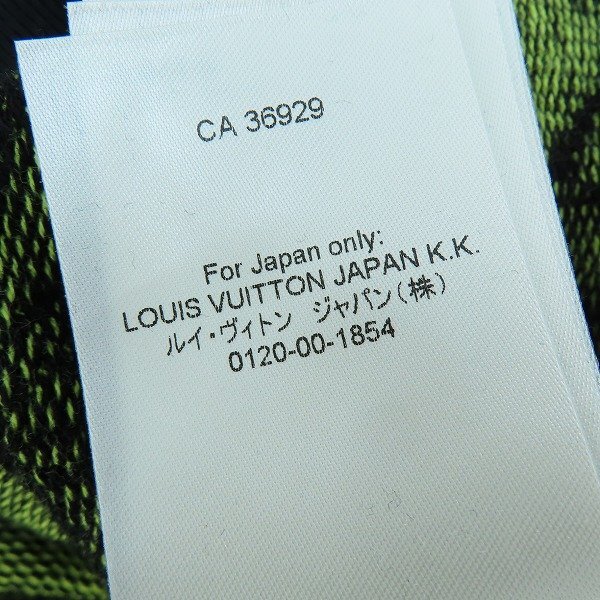 CA 36929
For Japan only:
LOUIS VUITTON JAPAN K.K.
ルイ・ヴィトン ジャパン(株)
0120-00-1854